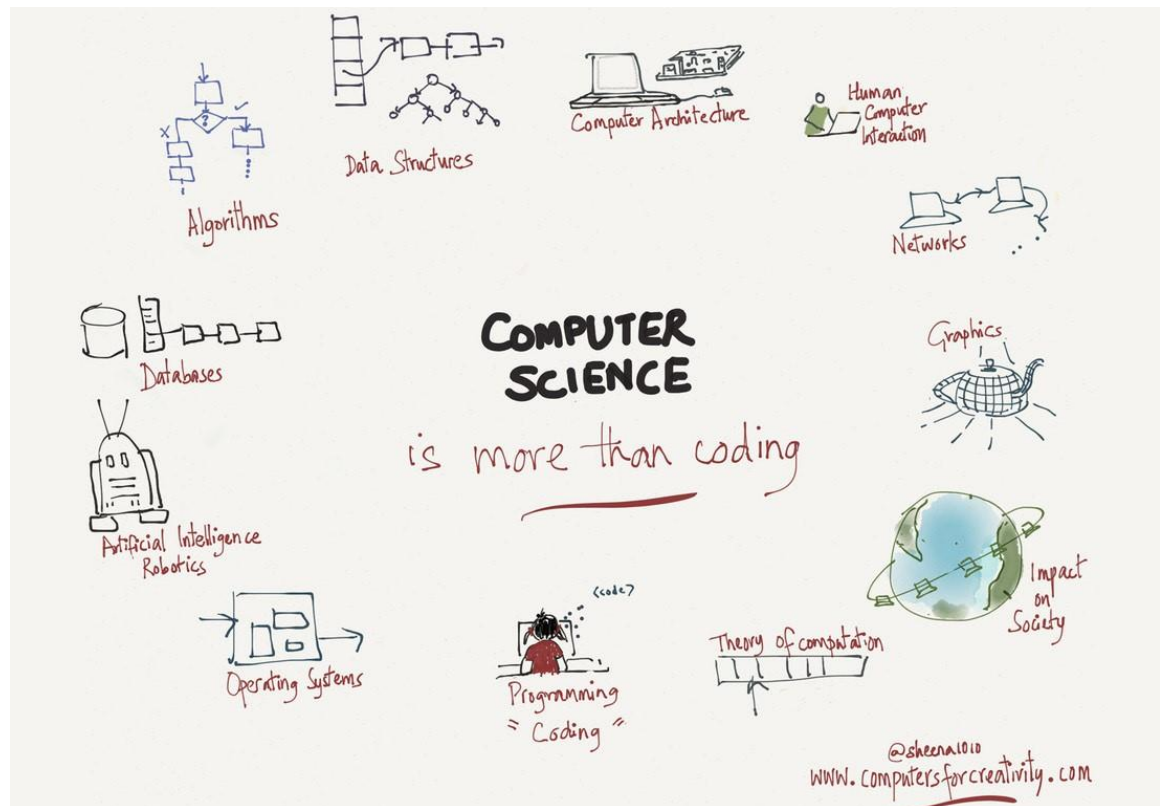 COMPUTER
SCIENCE
is more than coding
?
x
Algorithms
Data Structures
Computer Architecture
Human
Computer
Interaction
Networks
Graphics
Impact
on
Society
Theory of computation
<code>
Programming
"Coding"
Operating Systems
Artificial Intelligence
Robotics
Databases
@sheena1010
www.computersforcreativity.com